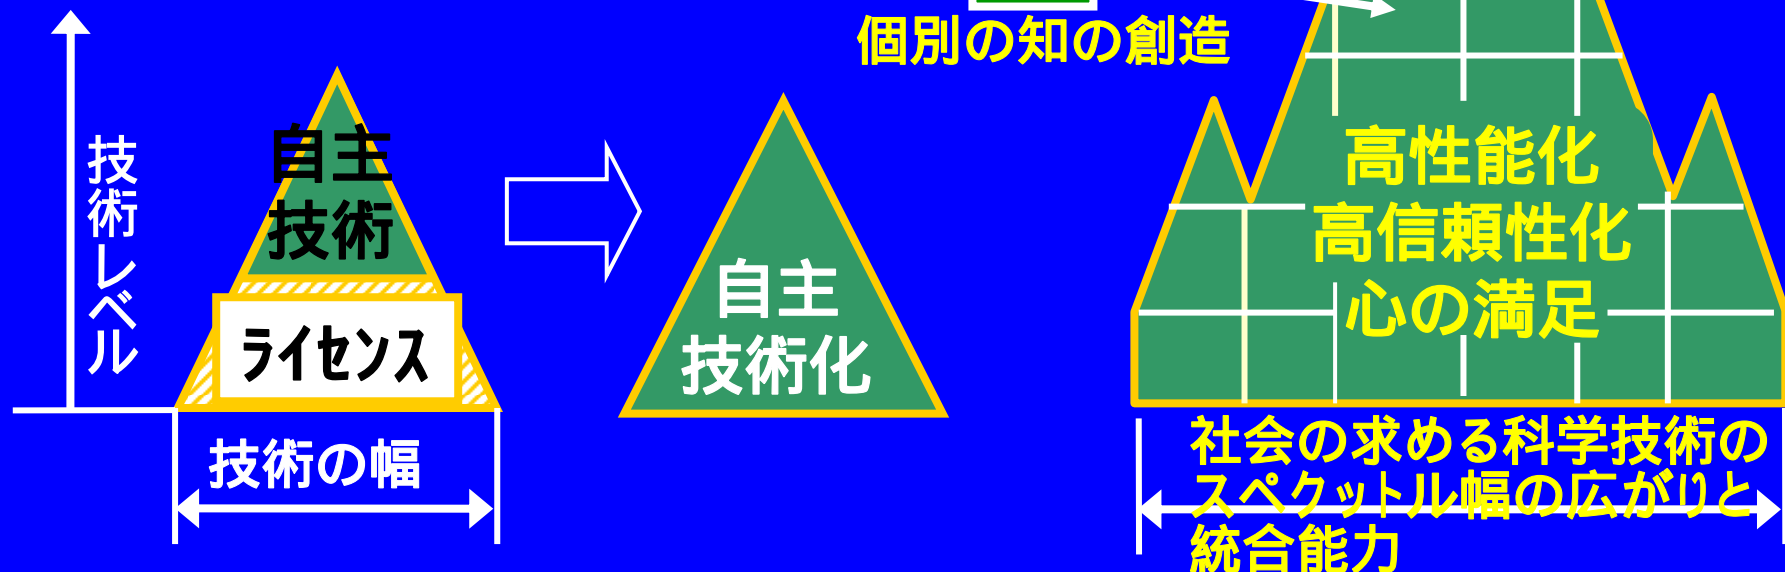 個別の知の創造
技術レベル
自主
技術
ライセンス
技術の幅
自主
技術化
高性能化
高信頼性化
心の満足
社会の求める科学技術の
スペクットル幅の広がりと
統合能力